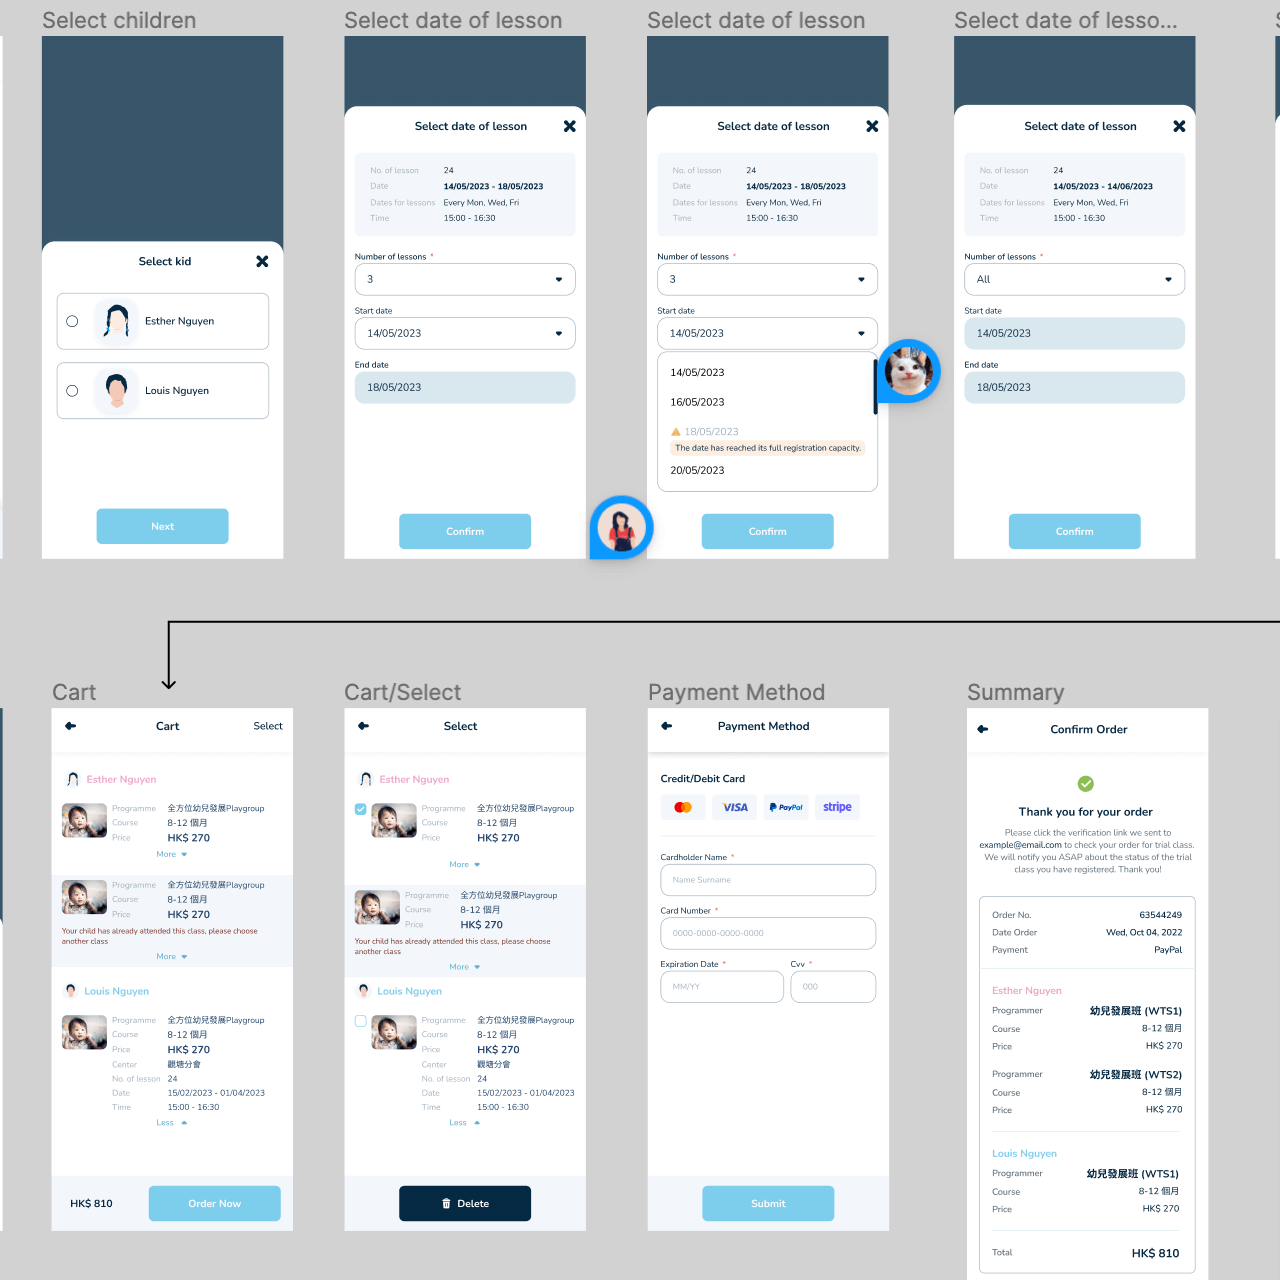 Select children
Select kid
Esther Nguyen
Louis Nguyen
Next
Select date of lesson
Select date of lesson
No. of lesson 24
Date 14/05/2023 - 18/05/2023
Dates for lessons Every Mon, Wed, Fri
Time 15:00 - 16:30
Number of lessons *
3
Start date
14/05/2023
End date
18/05/2023
Confirm
Select date of lesson
Select date of lesson
No. of lesson 24
Date 14/05/2023 - 18/05/2023
Dates for lessons Every Mon, Wed, Fri
Time 15:00 - 16:30
Number of lessons *
3
Start date
14/05/2023
14/05/2023
16/05/2023
18/05/2023
The date has reached its full registration capacity.
20/05/2023
Confirm
Select date of lesso...
Select date of lesson
No. of lesson 24
Date 14/05/2023 - 14/06/2023
Dates for lessons Every Mon, Wed, Fri
Time 15:00 - 16:30
Number of lessons *
All
Start date
14/05/2023
End date
18/05/2023
Confirm
Cart
Cart Select
Esther Nguyen
Programme 全方位幼兒發展Playgroup
Course 8-12 個月
Price HK$ 270
More
Programme 全方位幼兒發展Playgroup
Course 8-12 個月
Price HK$ 270
Your child has already attended this class, please choose
another class
More
Louis Nguyen
Programme 全方位幼兒發展Playgroup
Course 8-12 個月
Price HK$ 270
Center 觀塘分會
No. of lesson 24
Date 15/02/2023 - 01/04/2023
Time 15:00 - 16:30
Less
HK$ 810
Order Now
Cart/Select
Select
Esther Nguyen
Programme 全方位幼兒發展Playgroup
Course 8-12 個月
Price HK$ 270
More
Programme 全方位幼兒發展Playgroup
Course 8-12 個月
Price HK$ 270
Your child has already attended this class, please choose
another class
More
Louis Nguyen
Programme 全方位幼兒發展Playgroup
Course 8-12 個月
Price HK$ 270
Center 觀塘分會
No. of lesson 24
Date 15/02/2023 - 01/04/2023
Time 15:00 - 16:30
Less
Delete
Payment Method
Payment Method
Credit/Debit Card
VISA PayPal stripe
Cardholder Name *
Name Surname
Card Number *
0000-0000-0000-0000
Expiration Date * Cvv *
MM/YY 000
Submit
Summary
Confirm Order
Thank you for your order
Please click the verification link we sent to
example@email.com to check your order for trial class.
We will notify you ASAP about the status of the trial
class you have registered. Thank you!
Order No. 63544249
Date Order Wed, Oct 04, 2022
Payment PayPal
Esther Nguyen
Programmer 幼兒發展班 (WTS1)
Course 8-12 個月
Price HK$ 270
Programmer 幼兒發展班 (WTS2)
Course 8-12 個月
Price HK$ 270
Louis Nguyen
Programmer 幼兒發展班 (WTS1)
Course 8-12 個月
Price HK$ 270
Total HK$ 810